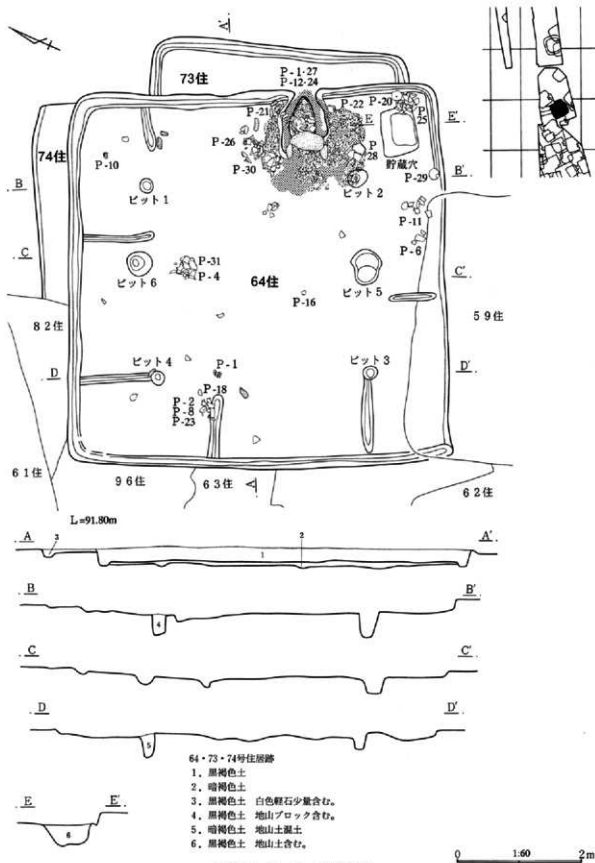 A'
73住
P-1·27
P-12·24
P-21
P-22
P-20
P-25
E
E'
74住
P-26
P-28
貯蔵穴
P-10
P-30
B
B'
ピット1
ピット2
P-29
P-11
C
P-31
P-6
P-4
64住
C'
ピット6
P-16
ピット5
59住
82住
ピット4
P-1
ピット3
D
D'
P-18
P-2
P-8
P-23
61住
96住
63住
A
62住
L=91.80m
A
3
2
A'
1
B
B'
4
C
C'
D
D'
5
64・73・74号住居跡
1. 黒褐色土
2. 暗褐色土
3. 黒褐色土 白色軽石少量含む。
4. 黒褐色土 地山ブロック含む。
5. 暗褐色土 地山土混土
6. 黒褐色土 地山土含む。
E
E'
6
0
1:60
2m